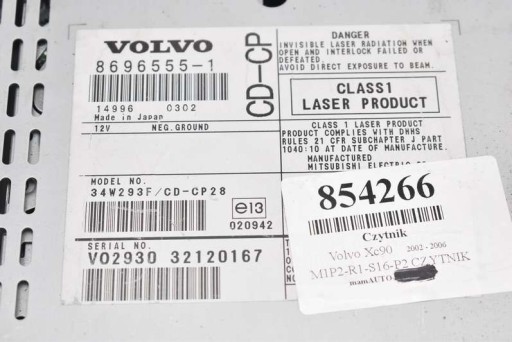 VOLVO
8696555-1
14996 0302
Made in Japan
12V NEG.GROUND
MODEL NO.
34W293F/CD-CP28
e13
020942
SERIAL NO.
VO2930 32120167
CD-CP
DANGER
INVISIBLE LASER RADIATION WHEN
OPEN AND INTERLOCK FAILED OR
DEFEATED.
AVOID DIRECT EXPOSURE TO BEAM.
CLASS1
LASER PRODUCT
CLASS 1 LASER PRODUCT
PRODUCT COMPLIES WITH DHHS
RULES 21 CFR SUBCHAPTER J PART
1040:10 AT DATE OF MANUFACTURE.
MANUFACTURED
MITSUBISHI ELECTRIC
854266
Czytnik
Volvo Xc90 2002-2006
M1P2-R1-S16-P2 CZYTNIK
mamAUTO